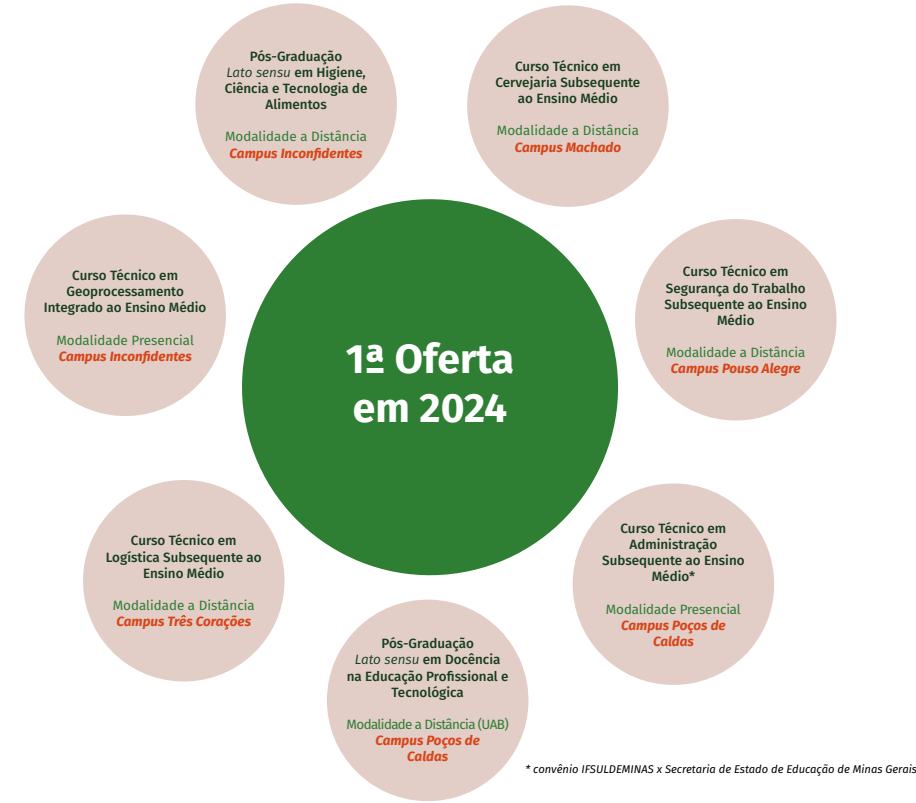 Pós-Graduação
Lato sensu em Higiene,
Ciência e Tecnologia de
Alimentos
Modalidade a Distância
Campus Inconfidentes
Curso Técnico em
Cervejaria Subsequente
ao Ensino Médio
Modalidade a Distância
Campus Machado
Curso Técnico em
Geoprocessamento
Integrado ao Ensino Médio
Modalidade Presencial
Campus Inconfidentes
Curso Técnico em
Segurança do Trabalho
Subsequente ao Ensino
Médio
Modalidade a Distância
Campus Pouso Alegre
1ª Oferta
em 2024
Curso Técnico em
Logística Subsequente ao
Ensino Médio
Modalidade a Distância
Campus Três Corações
Curso Técnico em
Administração
Subsequente ao Ensino
Médio*
Modalidade Presencial
Campus Poços de
Caldas
Pós-Graduação
Lato sensu em Docência
na Educação Profissional e
Tecnológica
Modalidade a Distância (UAB)
Campus Poços de
Caldas
* convênio IFSULDEMINAS x Secretaria de Estado de Educação de Minas Gerais